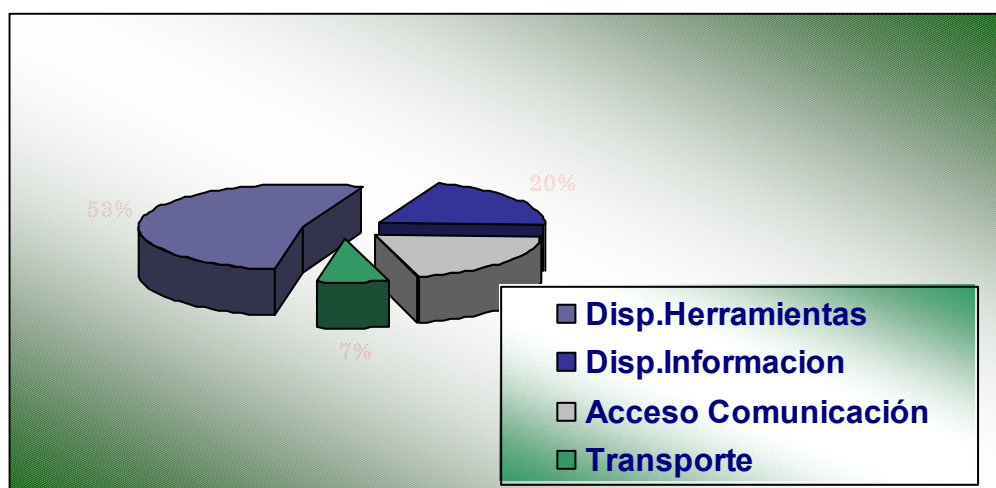 20%
53%
7%
Disp.Herramientas
Disp.Informacion
Acceso Comunicación
Transporte